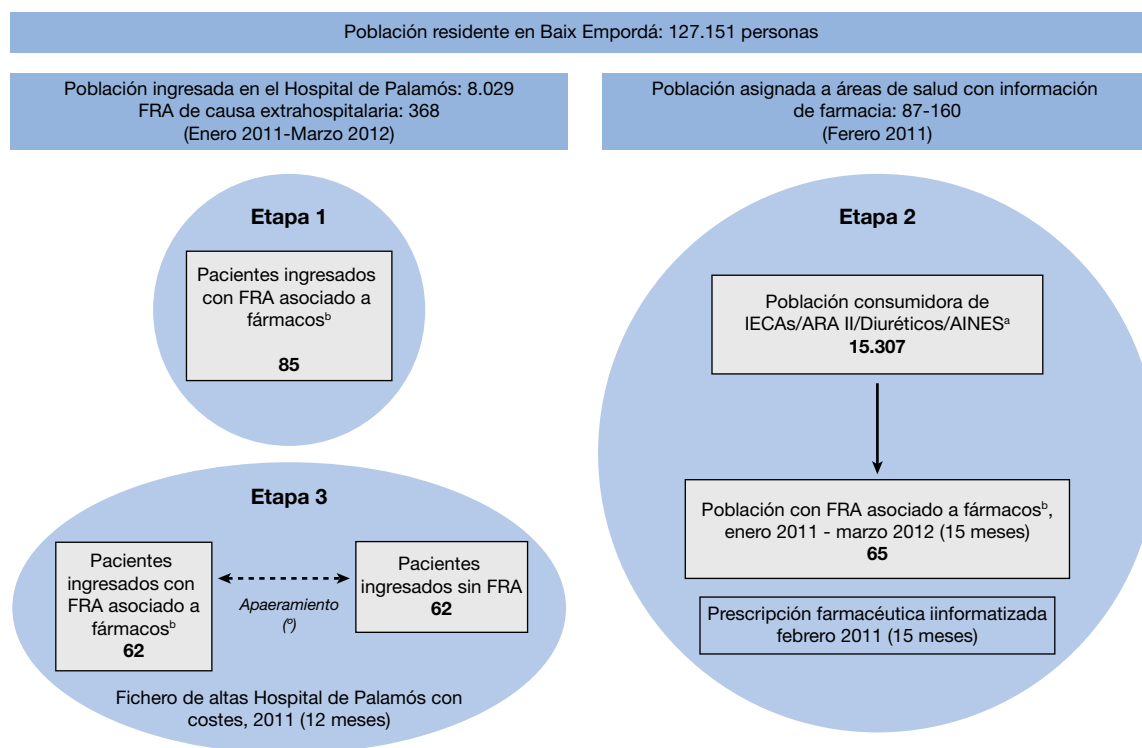 Población residente en Baix Empordá: 127.151 personas
Población ingresada en el Hospital de Palamós: 8.029
FRA de causa extrahospitalaria: 368
(Enero 2011-Marzo 2012)
Población asignada a áreas de salud con información
de farmacia: 87-160
(Ferero 2011)
Etapa 1
Pacientes ingresados
con FRA asociado a
fármacosᵇ
85
Etapa 2
Población consumidora de
IECAs/ARA II/Diuréticos/AINESᵃ
15.307
Población con FRA asociado a fármacosᵇ,
enero 2011 - marzo 2012 (15 meses)
65
Prescripción farmacéutica iinformatizada
febrero 2011 (15 meses)
Etapa 3
Pacientes
ingresados con
FRA asociado a
fármacosᵇ
62
Apaeramiento
(ᵒ)
Pacientes
ingresados sin FRA
62
Fichero de altas Hospital de Palamós con
costes, 2011 (12 meses)